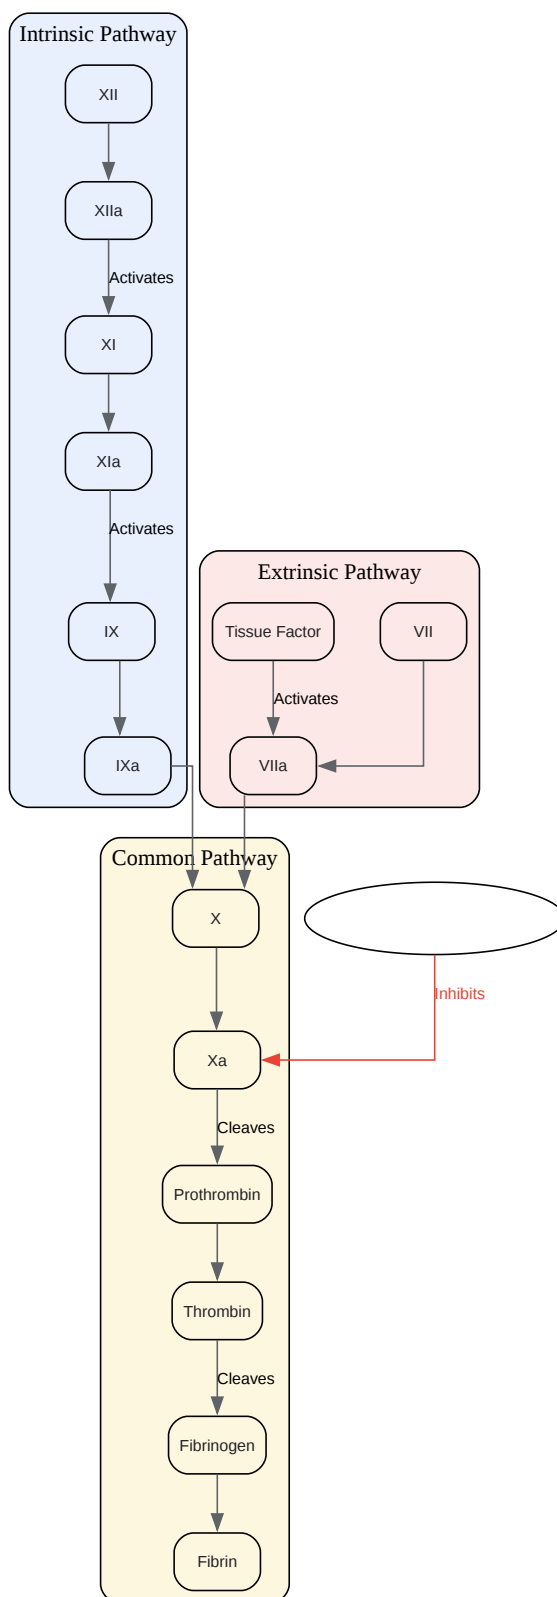 Intrinsic Pathway
XII
XIIa
Activates
XI
XIa
Activates
IX
IXa
Extrinsic Pathway
Tissue Factor
VII
Activates
VIIa
Common Pathway
X
Inhibits
Xa
Cleaves
Prothrombin
Thrombin
Cleaves
Fibrinogen
Fibrin